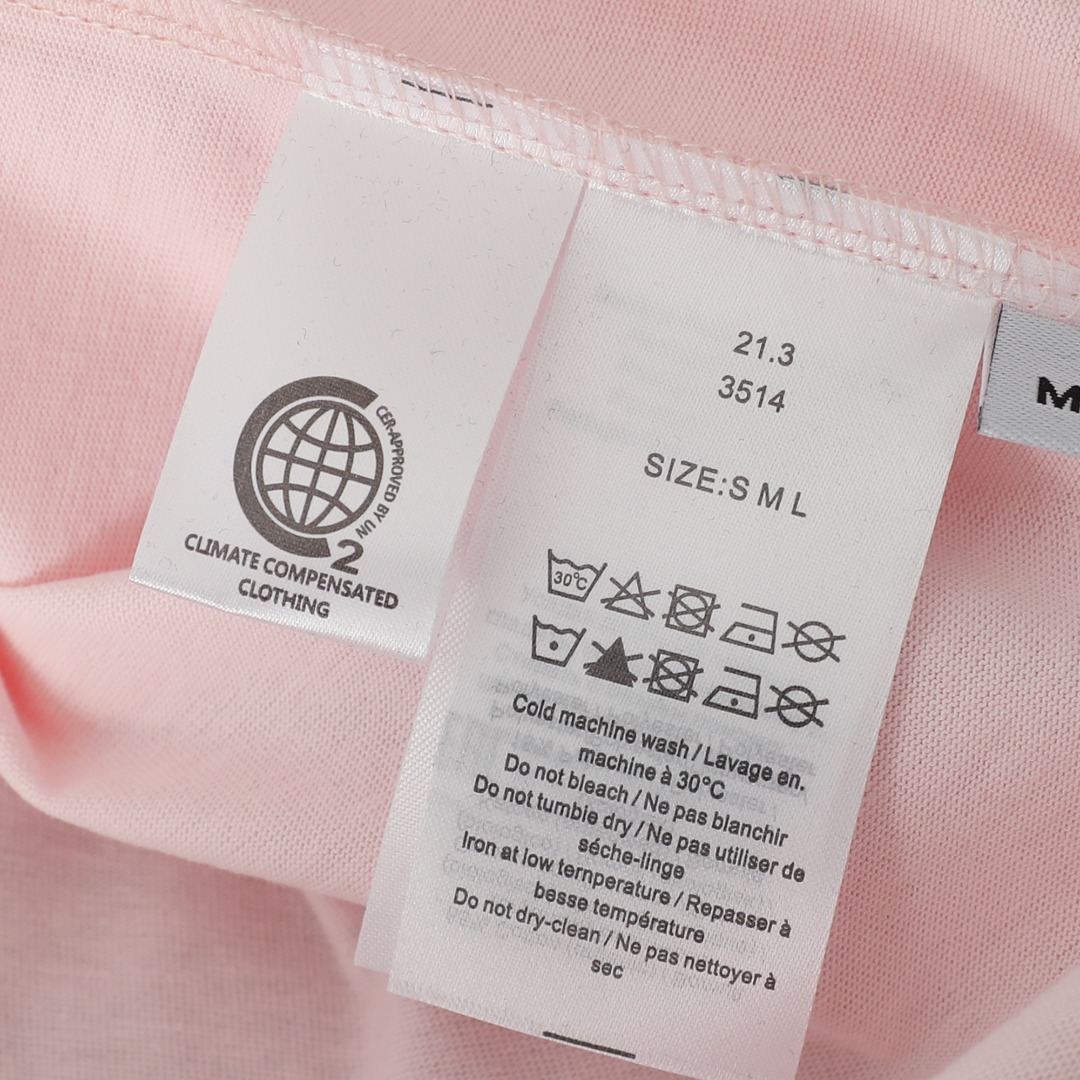 CER-APPROVED BY UN
2
CLIMATE COMPENSATED
CLOTHING
21.3
3514
SIZE:S M L
30°C
Cold machine wash / Lavage en.
machine à 30°C
Do not bleach / Ne pas blanchir
Do not tumbie dry / Ne pas utiliser de
séche-linge
Iron at low ternperature / Repasser à
besse température
Do not dry-clean / Ne pas nettoyer à
sec
M